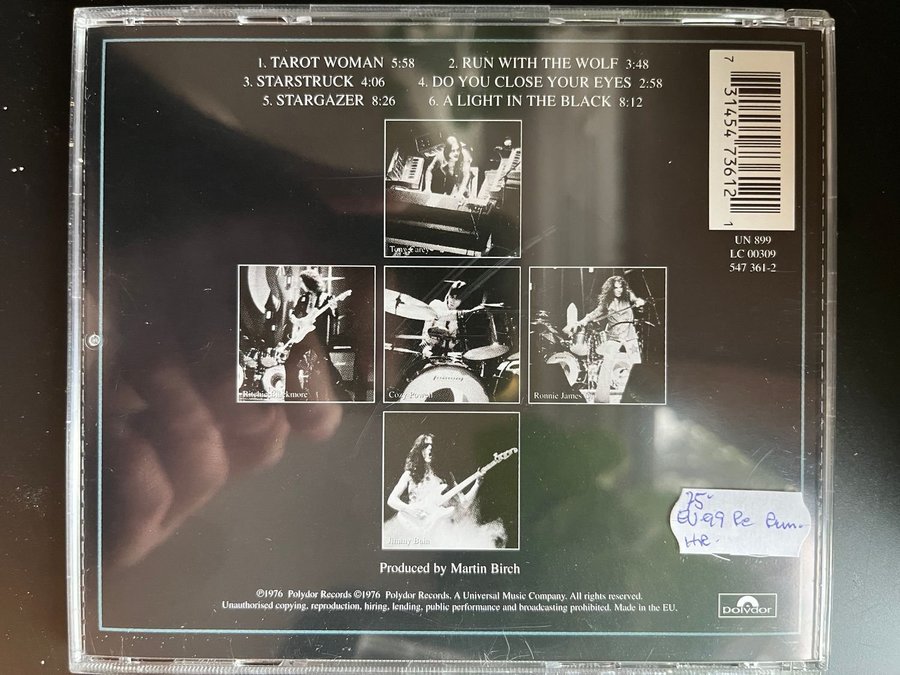 1. TAROT WOMAN 5:58 2. RUN WITH THE WOLF 3:48
3. STARSTRUCK 4:06 4. DO YOU CLOSE YOUR EYES 2:58
5. STARGAZER 8:26 6. A LIGHT IN THE BLACK 8:12
7 31454 73612 1
UN 899
LC 00309
547 361-2
Tony Carey
Ritchie Blackmore
Cozy Powell
Ronnie James
Jimmy Bain
25-
EU-99
Produced by Martin Birch
℗1976 Polydor Records ©1976 Polydor Records, A Universal Music Company. All rights reserved.
Unauthorised copying, reproduction, hiring, lending, public performance and broadcasting prohibited. Made in the EU.
polydor